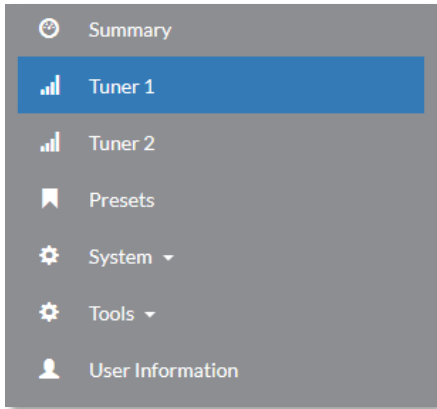 Summary
Tuner 1
Tuner 2
Presets
System
Tools
User Information